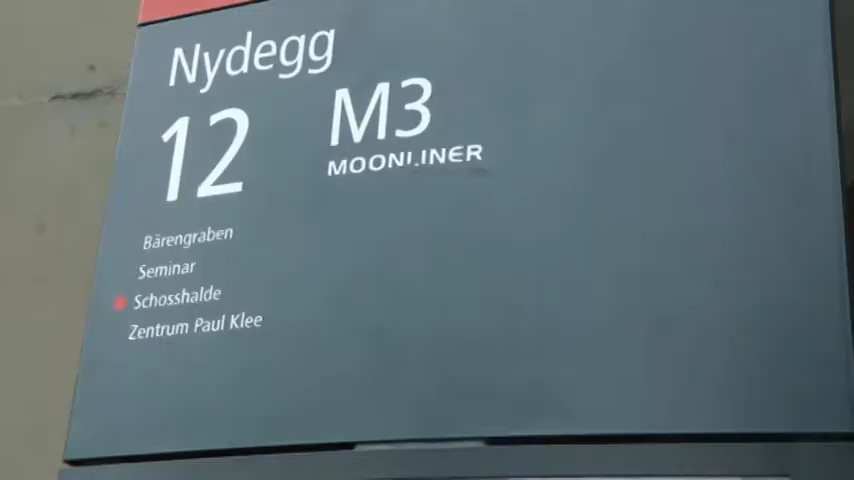 Nydegg
12 M3
MOONLINER
Bärengraben
Seminar
Schosshalde
Zentrum Paul Klee